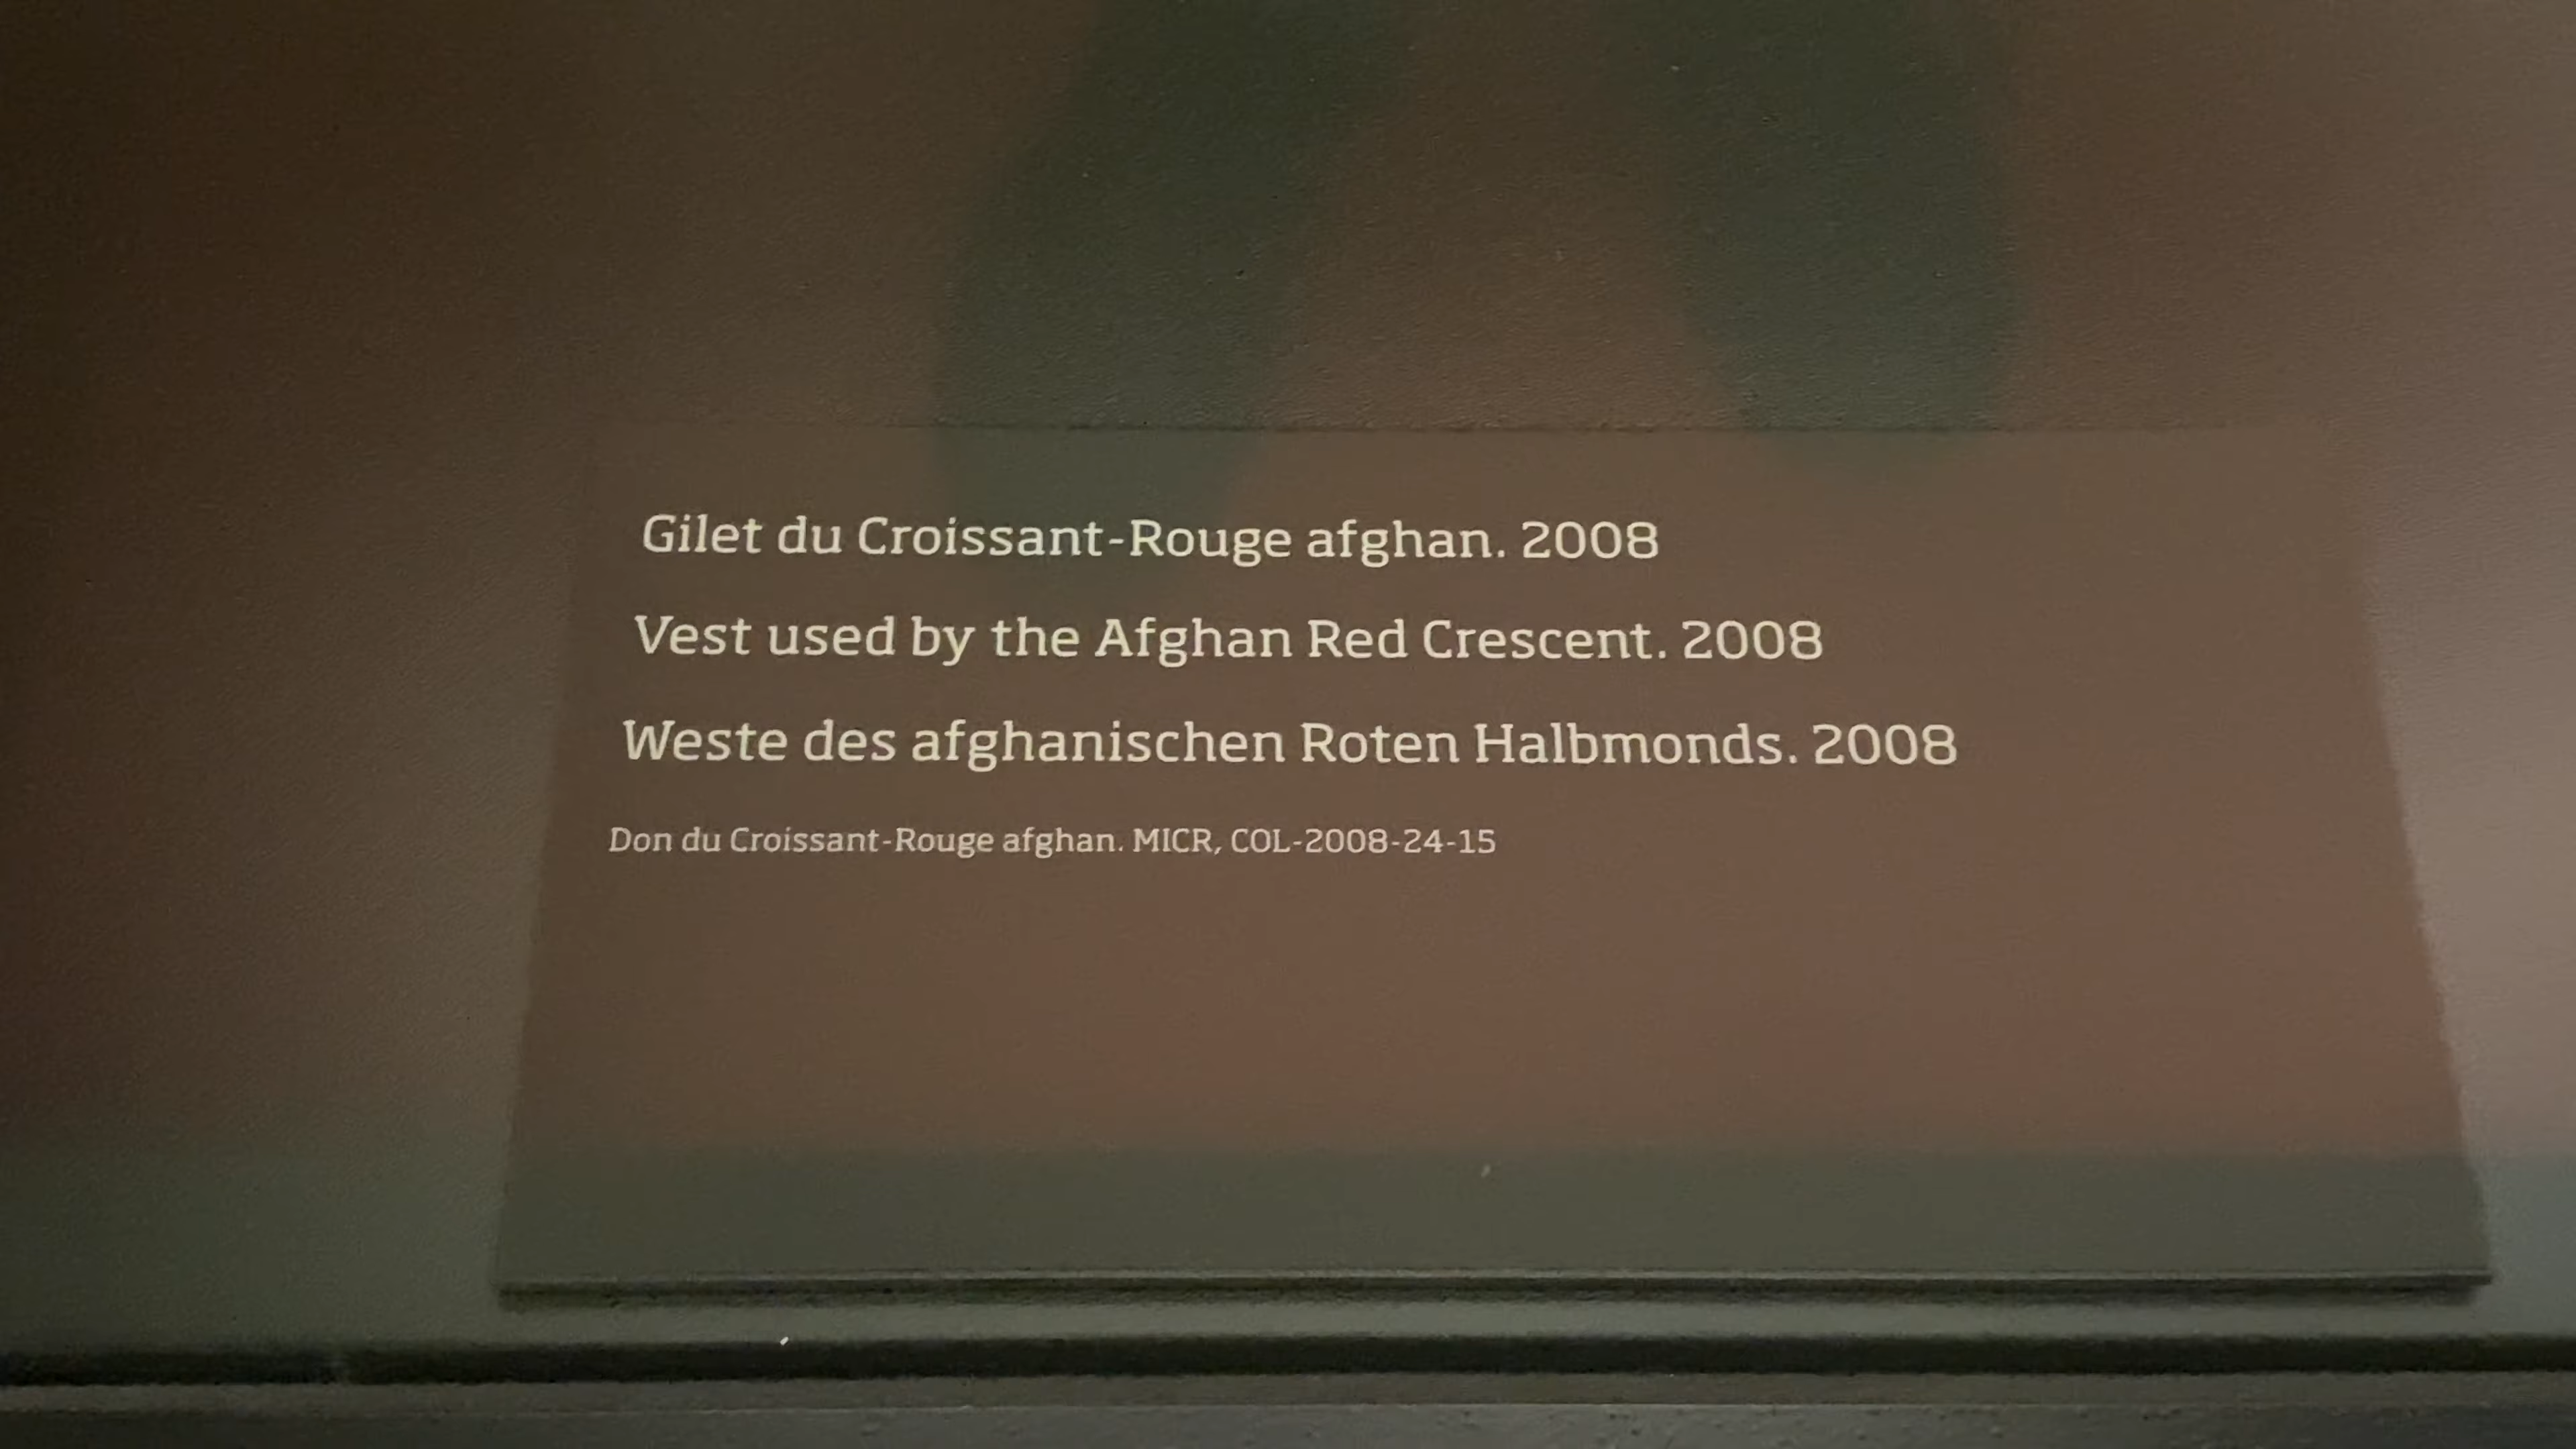 Gilet du Croissant-Rouge afghan. 2008
Vest used by the Afghan Red Crescent. 2008
Weste des afghanischen Roten Halbmonds. 2008
Don du Croissant-Rouge afghan. MICR, COL-2008-24-15